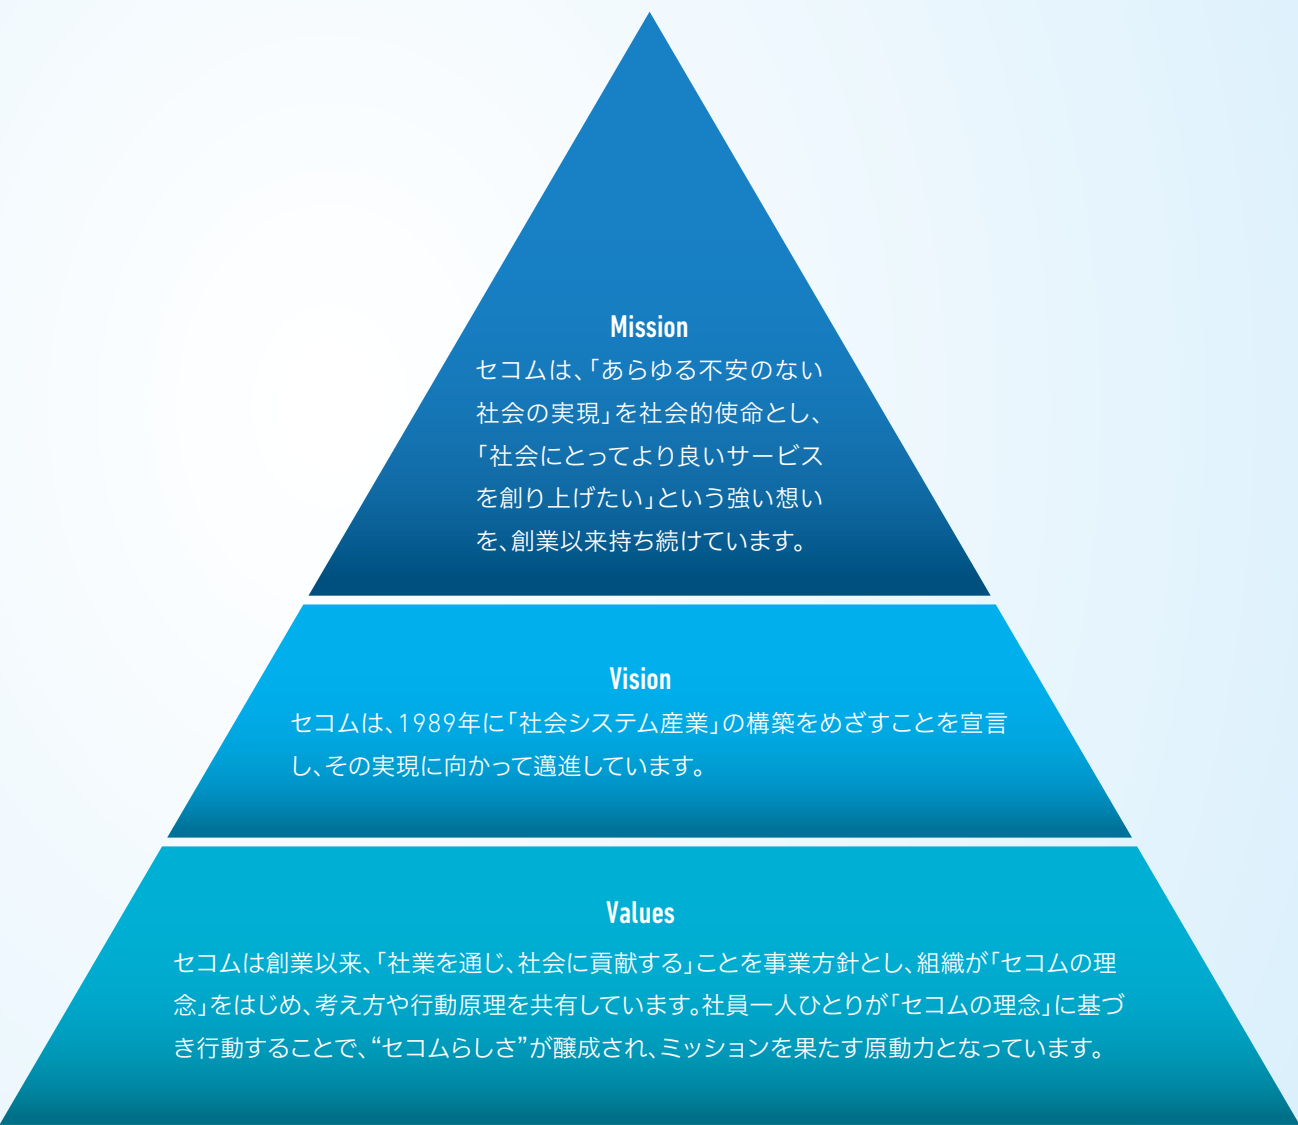 Mission
セコムは、「あらゆる不安のない
社会の実現」を社会的使命とし、
「社会にとってより良いサービス
を創り上げたい」という強い想い
を、創業以来持ち続けています。
Vision
セコムは、1989年に「社会システム産業」の構築をめざすことを宣言
し、その実現に向かって邁進しています。
Values
セコムは創業以来、「社業を通じ、社会に貢献する」ことを事業方針とし、組織が「セコムの理
念」をはじめ、考え方や行動原理を共有しています。社員一人ひとりが「セコムの理念」に基づ
き行動することで、“セコムらしさ”が醸成され、ミッションを果たす原動力となっています。